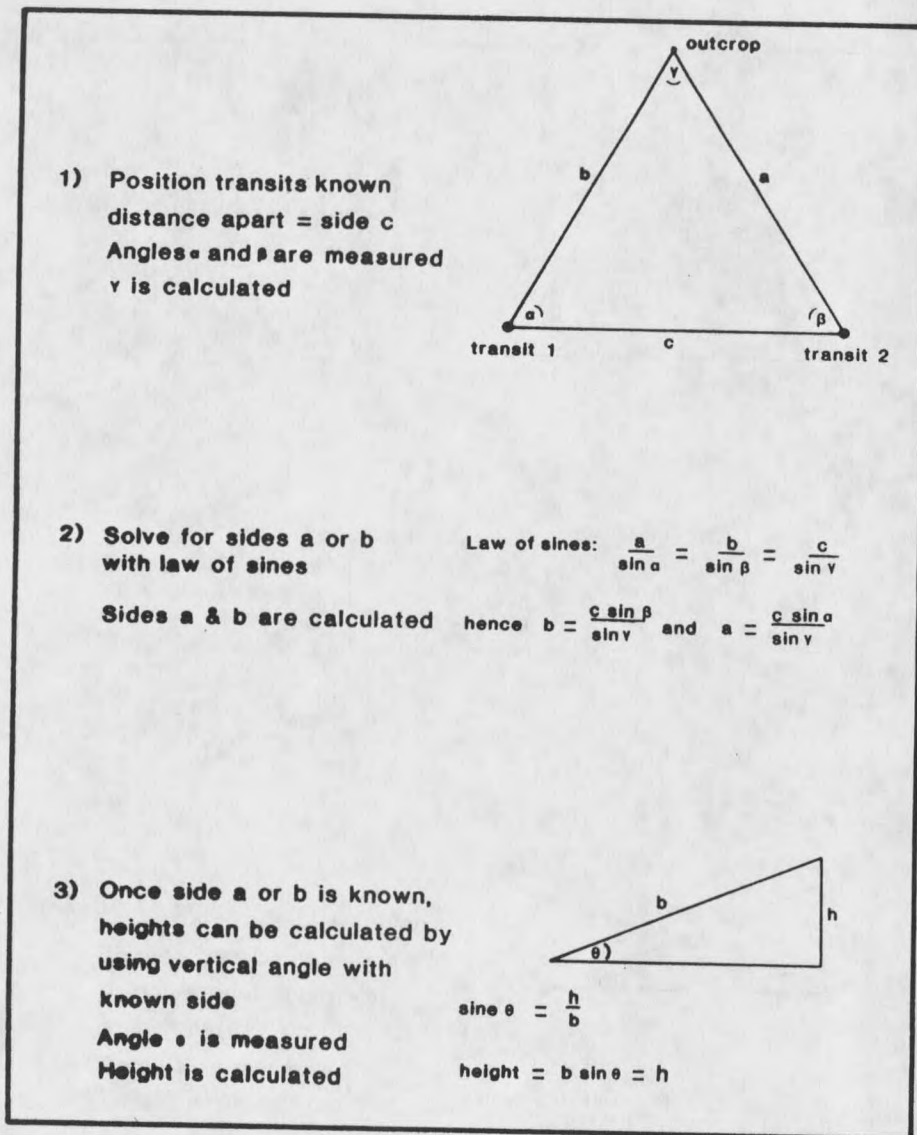 outcrop
γ
b
a
1) Position transits known
distance apart = side c
Angles α and β are measured
γ is calculated
α
β
transit 1
c
transit 2
2) Solve for sides a or b
with law of sines
Law of sines: a/sin α = b/sin β = c/sin γ
Sides a & b are calculated
hence b = c sin β/sin γ and a = c sin α/sin γ
3) Once side a or b is known,
heights can be calculated by
using vertical angle with
known side
Angle θ is measured
Height is calculated
b
h
θ
sine θ = h/b
height = b sin θ = h